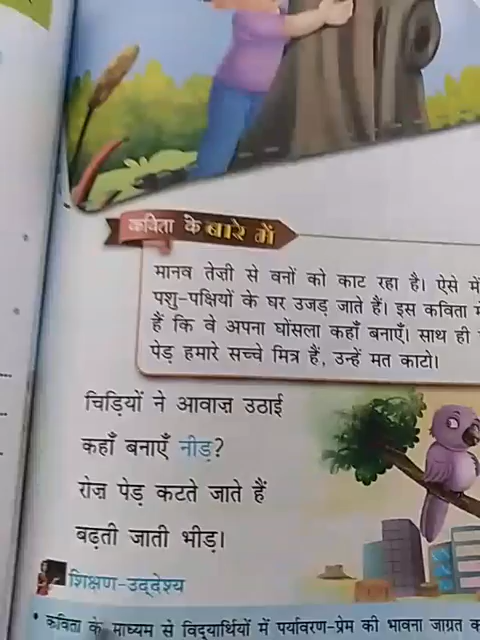 कविता के बारे में
मानव तेज़ी से वनों को काट रहा है। ऐसे में
पशु-पक्षियों के घर उजड़ जाते हैं। इस कविता में
हैं कि वे अपना घोंसला कहाँ बनाएँ। साथ ही
पेड़ हमारे सच्चे मित्र हैं, उन्हें मत काटो।
चिड़ियों ने आवाज़ उठाई
कहाँ बनाएँ नीड़?
रोज़ पेड़ कटते जाते हैं
बढ़ती जाती भीड़।
शिक्षण-उद्देश्य
• कविता के माध्यम से विद्यार्थियों में पर्यावरण-प्रेम की भावना जाग्रत